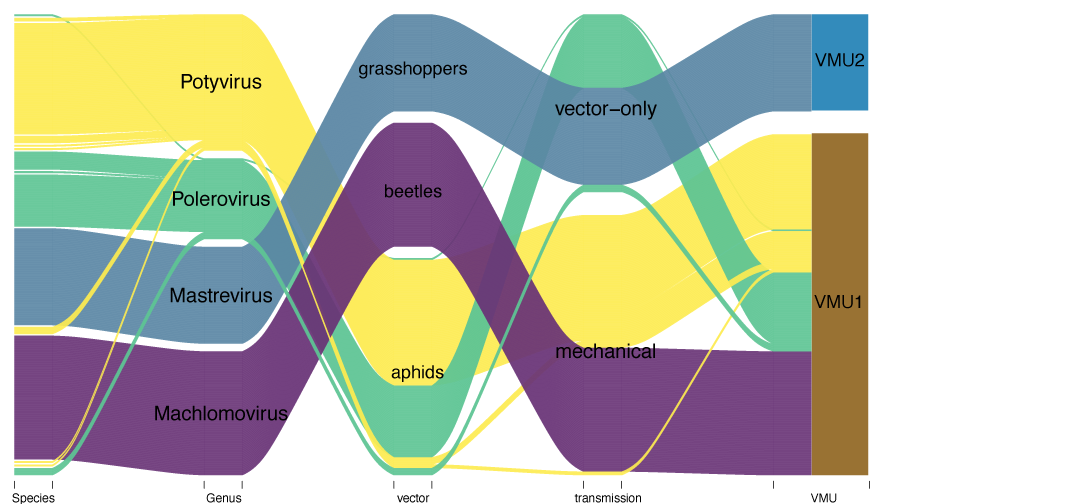 VMU2
grasshoppers
Potyvirus
vector−only
beetles
Polerovirus
Mastrevirus
VMU1
mechanical
aphids
Machlomovirus
Species
Genus
vector
transmission
VMU